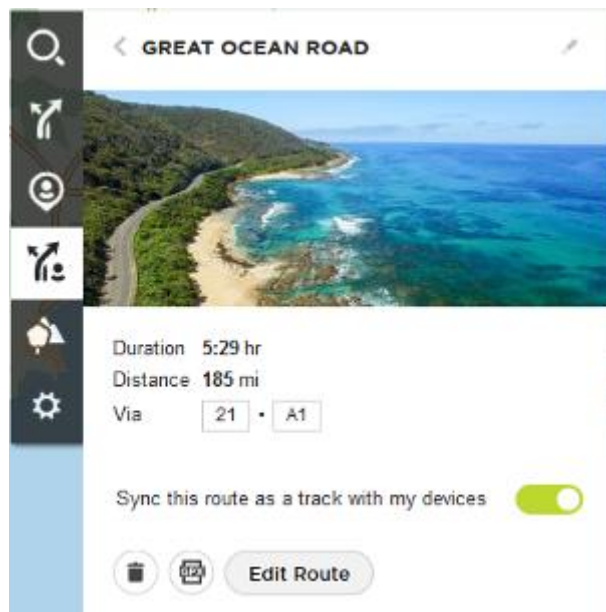 GREAT OCEAN ROAD
Duration 5:29 hr
Distance 185 mi
Via 21 • A1
Sync this route as a track with my devices
GPX Edit Route